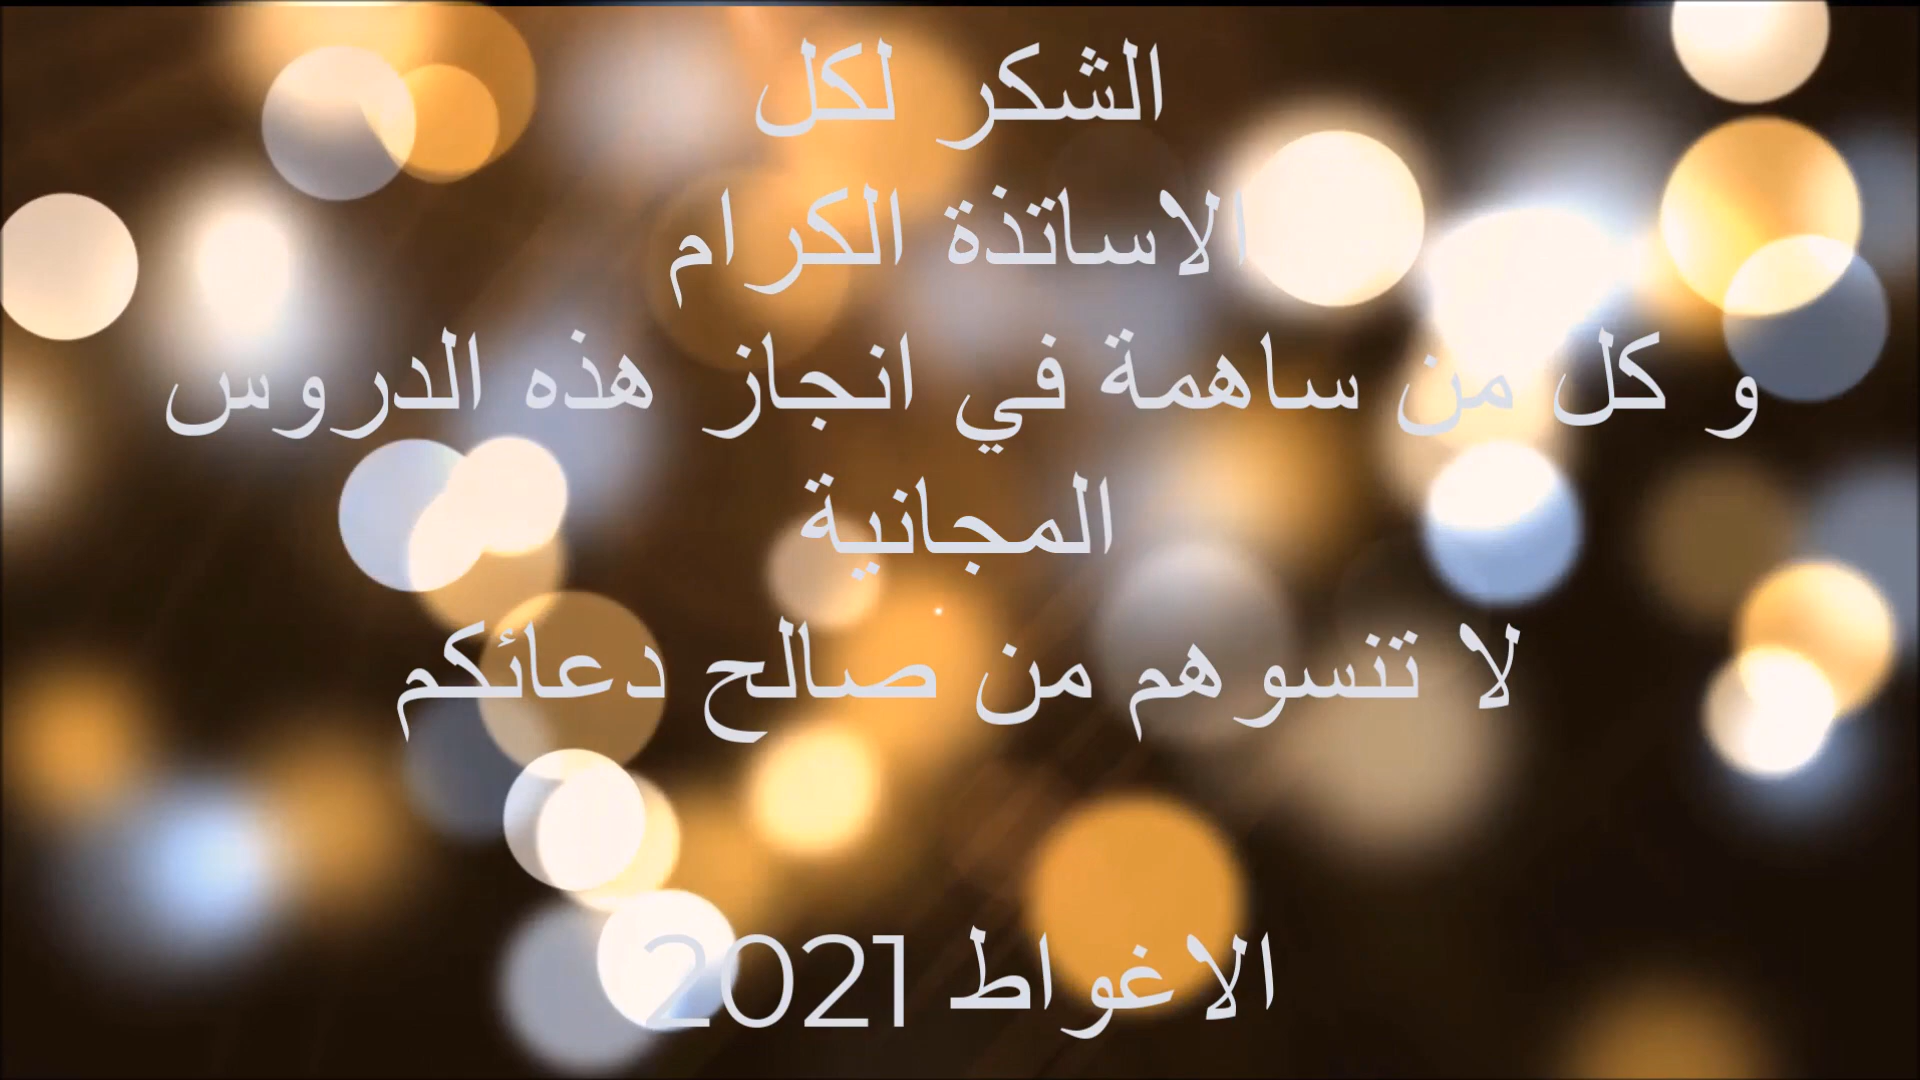 الشكر لكل
الاساتذة الكرام
و كل من ساهمة في انجاز هذه الدروس
المجانية
لا تنسوهم من صالح دعائكم
الاغواط 2021